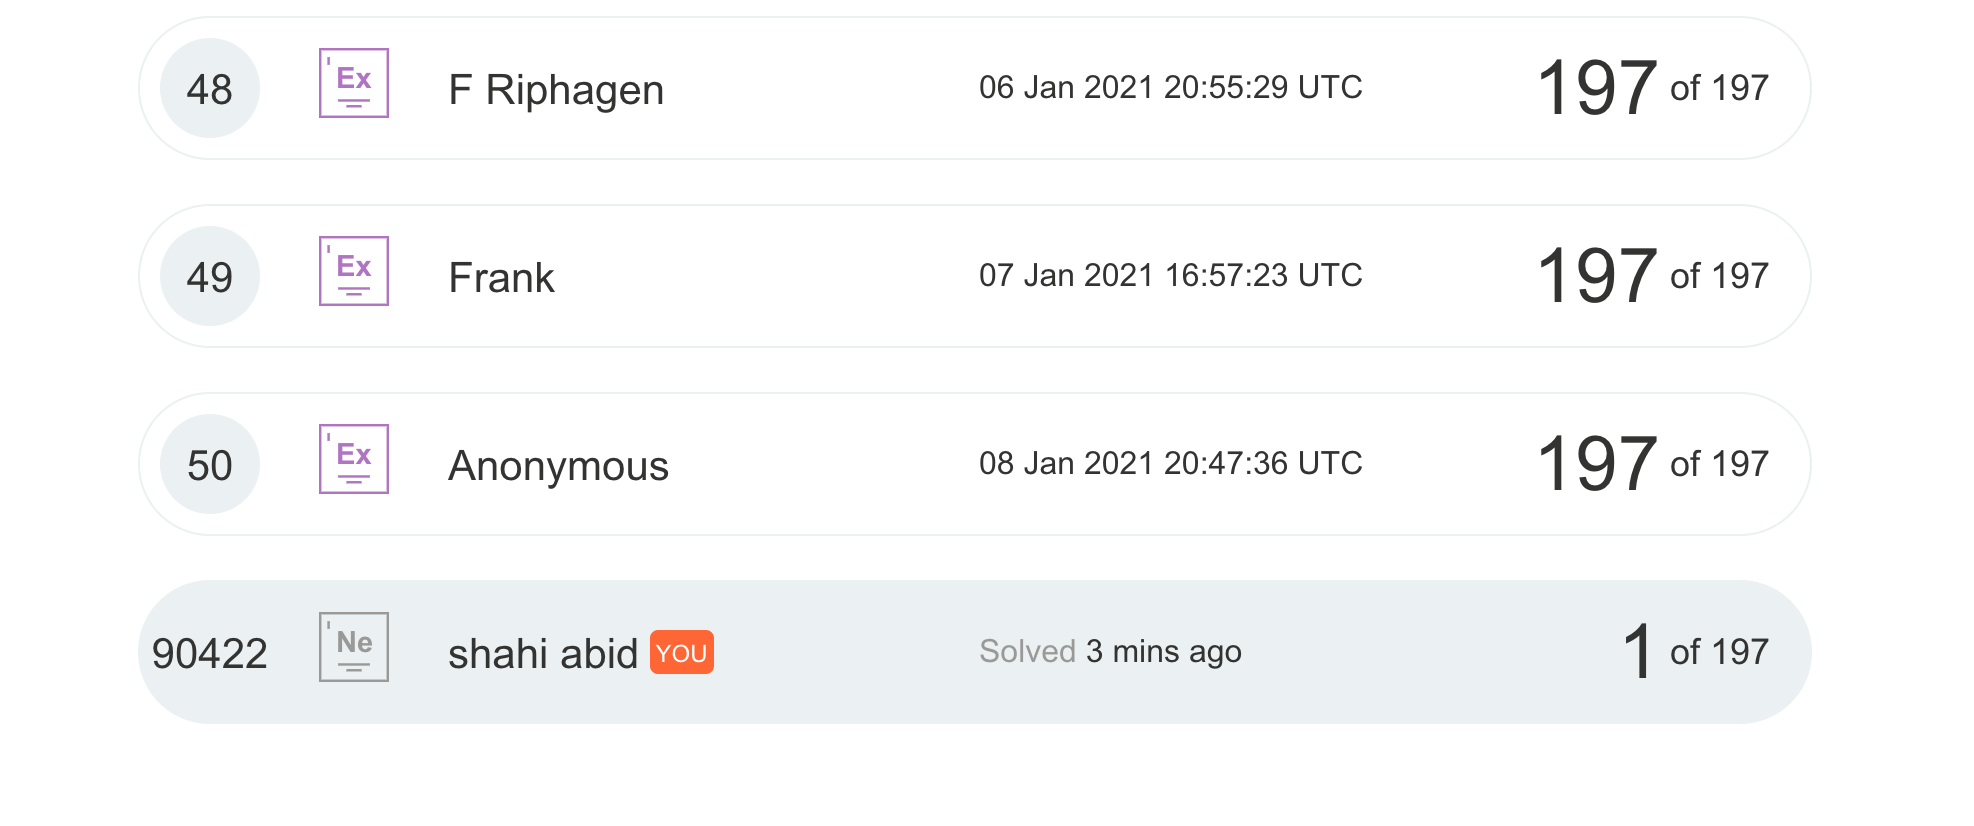 48 Ex F Riphagen 06 Jan 2021 20:55:29 UTC 197 of 197
49 Ex Frank 07 Jan 2021 16:57:23 UTC 197 of 197
50 Ex Anonymous 08 Jan 2021 20:47:36 UTC 197 of 197
90422 Ne shahi abid YOU Solved 3 mins ago 1 of 197